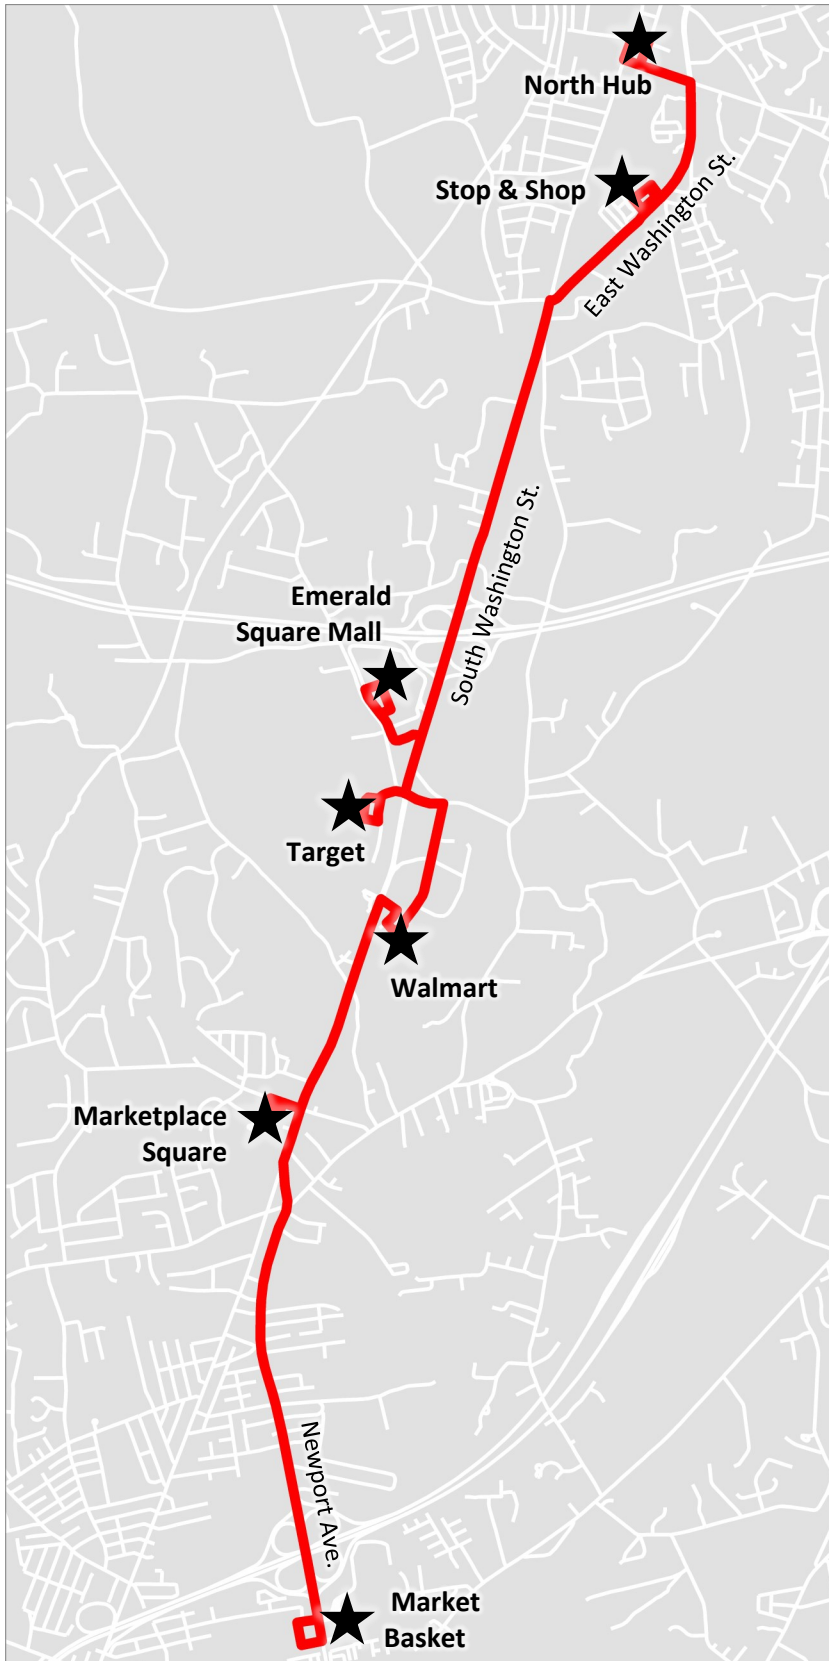 North Hub
Stop & Shop
East Washington St.
South Washington St.
Emerald
Square Mall
Target
Walmart
Marketplace
Square
Newport Ave.
Market
Basket